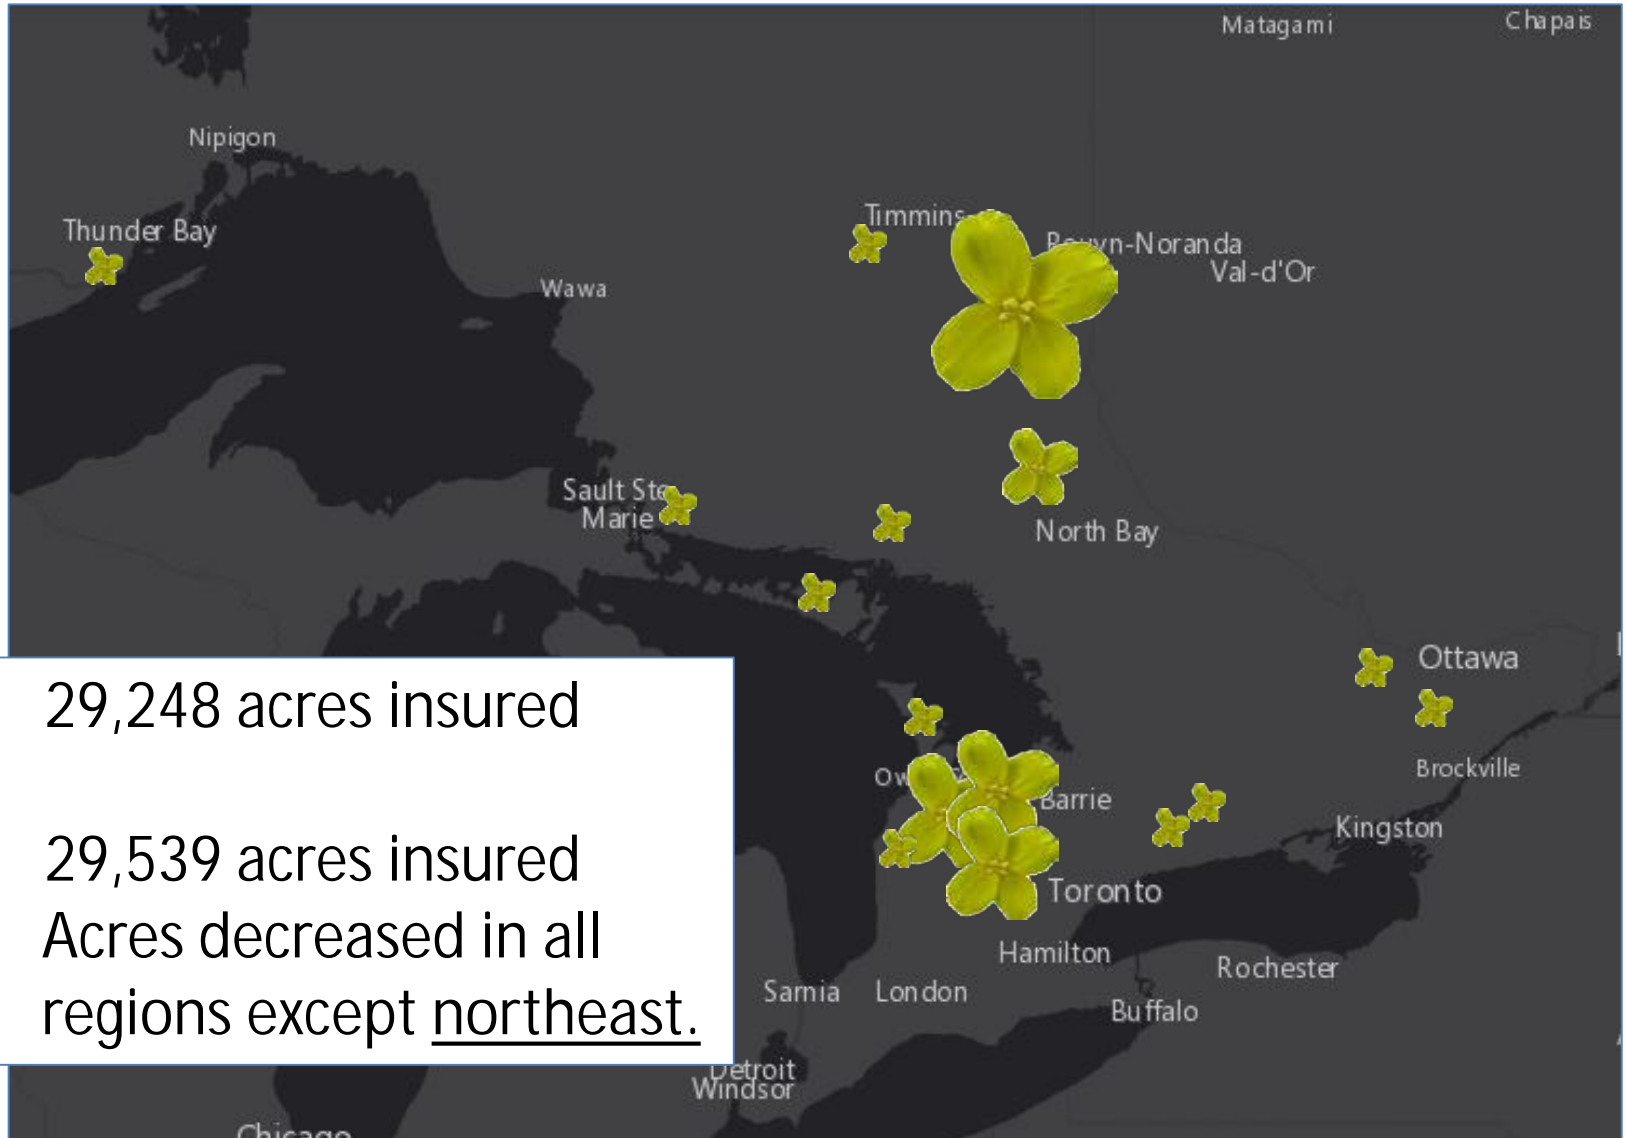 Matagami
Chapais
Nipigon
Thunder Bay
Timmins
Rouyn-Noranda
Val-d'Or
Wawa
Sault Ste
Marie
North Bay
Ottawa
29,248 acres insured
Brockville
Barrie
Kingston
29,539 acres insured
Acres decreased in all
regions except northeast.
Toronto
Hamilton
Rochester
Sarnia
London
Buffalo
Detroit
Windsor
Chicago